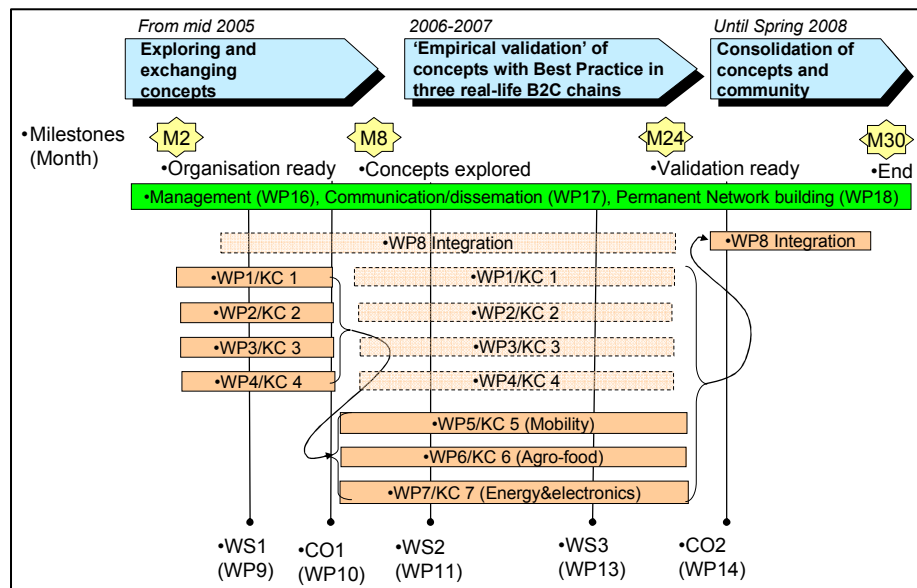 From mid 2005
2006-2007
Until Spring 2008
Exploring and
exchanging
concepts
‘Empirical validation’ of
concepts with Best Practice in
three real-life B2C chains
Consolidation of
concepts and
community
•Milestones
(Month)
M2
M8
M24
M30
•Organisation ready
•Concepts explored
•Validation ready
•End
•Management (WP16), Communication/dissemation (WP17), Permanent Network building (WP18)
•WP8 Integration
•WP8 Integration
•WP1/KC 1
•WP1/KC 1
•WP2/KC 2
•WP2/KC 2
•WP3/KC 3
•WP3/KC 3
•WP4/KC 4
•WP4/KC 4
•WP5/KC 5 (Mobility)
•WP6/KC 6 (Agro-food)
•WP7/KC 7 (Energy&electronics)
•WS1
(WP9)
•CO1
(WP10)
•WS2
(WP11)
•WS3
(WP13)
•CO2
(WP14)